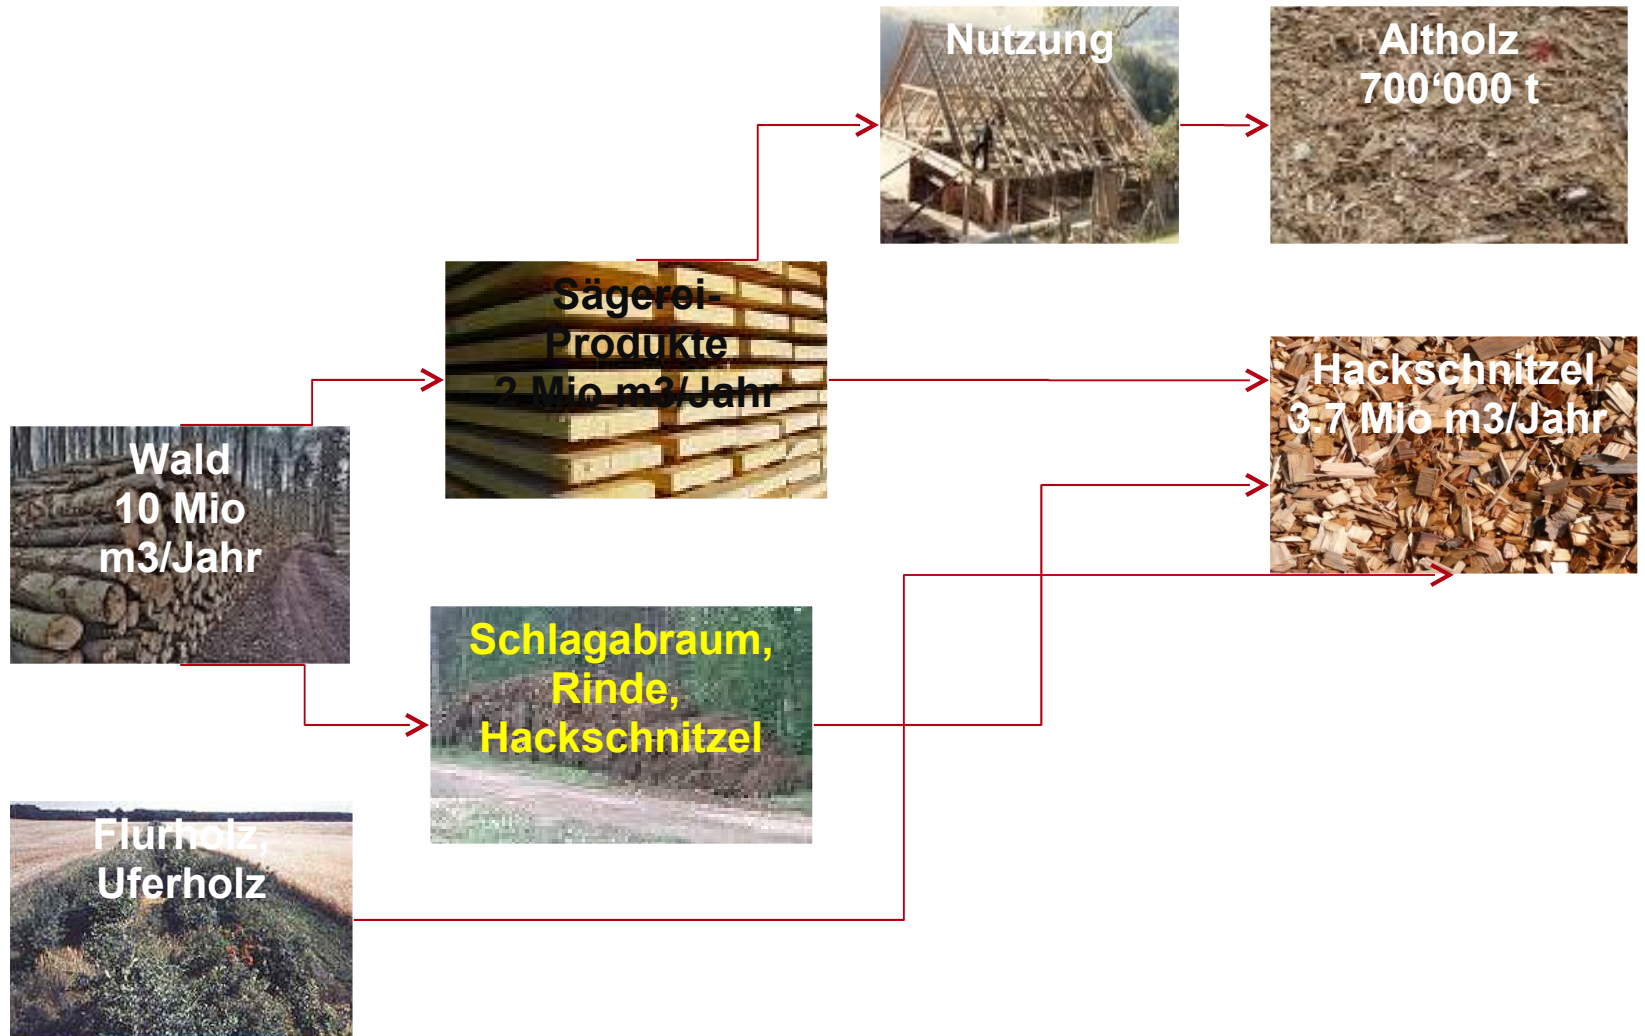 Nutzung
Altholz
700‘000 t
Sägerei-
Produkte
2 Mio m3/Jahr
Hackschnitzel
3.7 Mio m3/Jahr
Wald
10 Mio
m3/Jahr
Schlagabraum,
Rinde,
Hackschnitzel
Flurholz,
Uferholz